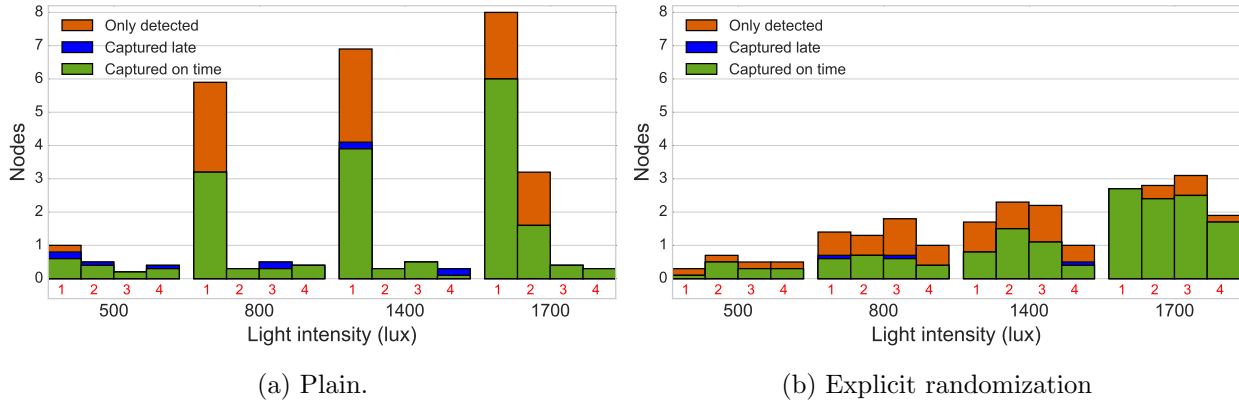 Only detected
Captured late
Captured on time
8
7
6
5
4
3
2
1
0
Nodes
1 2 3 4 1 2 3 4 1 2 3 4 1 2 3 4
500 800 1400 1700
Light intensity (lux)
(a) Plain.
Only detected
Captured late
Captured on time
8
7
6
5
4
3
2
1
0
Nodes
1 2 3 4 1 2 3 4 1 2 3 4 1 2 3 4
500 800 1400 1700
Light intensity (lux)
(b) Explicit randomization